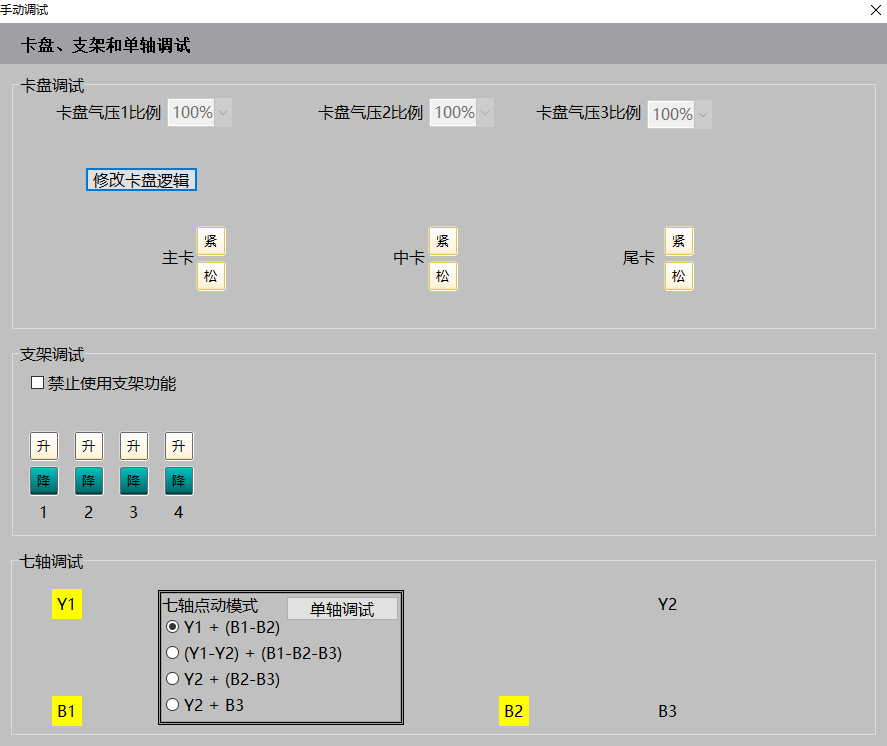 手动调试
卡盘、支架和单轴调试
卡盘调试
卡盘气压1比例 100% 卡盘气压2比例 100% 卡盘气压3比例 100%
修改卡盘逻辑
主卡 紧 松 中卡 紧 松 尾卡 紧 松
支架调试
禁止使用支架功能
升 升 升 升
降 降 降 降
1 2 3 4
七轴调试
Y1 Y2
七轴点动模式 单轴调试
Y1 + (B1-B2)
(Y1-Y2) + (B1-B2-B3)
Y2 + (B2-B3)
Y2 + B3
B1 B2 B3